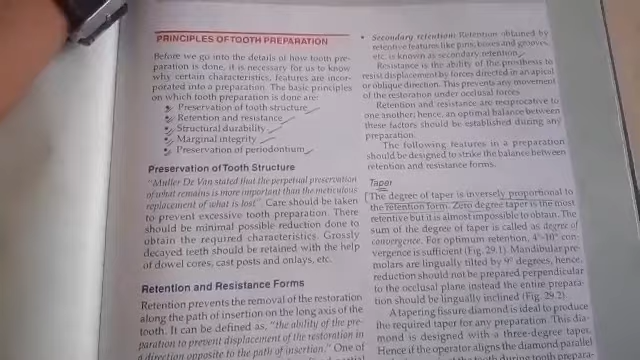 PRINCIPLES OF TOOTH PREPARATION
Before we go into the details of how tooth pre-
paration is done, it is necessary for us to know
why certain characteristics, features are incor-
porated into a preparation. The basic principles
on which tooth preparation is done are:
Preservation of tooth structure
Retention and resistance
Structural durability
Marginal integrity
Preservation of periodontium
Preservation of Tooth Structure
"Muller De Van stated that the perpetual preservation
of what remains is more important than the meticulous
replacement of what is lost". Care should be taken
to prevent excessive tooth preparation. There
should be minimal possible reduction done to
obtain the required characteristics. Grossly
decayed teeth should be retained with the help
of dowel cores, cast posts and onlays, etc.
Retention and Resistance Forms
Retention prevents the removal of the restoration
along the path of insertion on the long axis of the
tooth. It can be defined as, "the ability of the pre-
paration to prevent displacement of the restoration in
a direction opposite to the path of insertion". One of
• Secondary retention: Retention obtained by
retentive features like pins, boxes and grooves,
etc. is known as secondary retention.
Resistance is the ability of the prosthesis to
resist displacement by forces directed in an apical
or oblique direction. This prevents any movement
of the restoration under occlusal forces.
Retention and resistance are reciprocative to
one another; hence, an optimal balance between
these factors should be established during any
preparation.
The following features in a preparation
should be designed to strike the balance between
retention and resistance forms.
Taper
The degree of taper is inversely proportional to
the retention form. Zero degree taper is the most
retentive but it is almost impossible to obtain. The
sum of the degree of taper is called as degree of
convergence. For optimum retention, 4°-10° con-
vergence is sufficient (Fig. 29.1). Mandibular pre-
molars are lingually tilted by 9° degrees, hence,
reduction should not be prepared perpendicular
to the occlusal plane instead the entire prepara-
tion should be lingually inclined (Fig. 29.2).
A tapering fissure diamond is ideal to produce
the required taper for any preparation. This dia-
mond is designed with a three-degree taper.
Hence if the operator aligns the diamond parallel